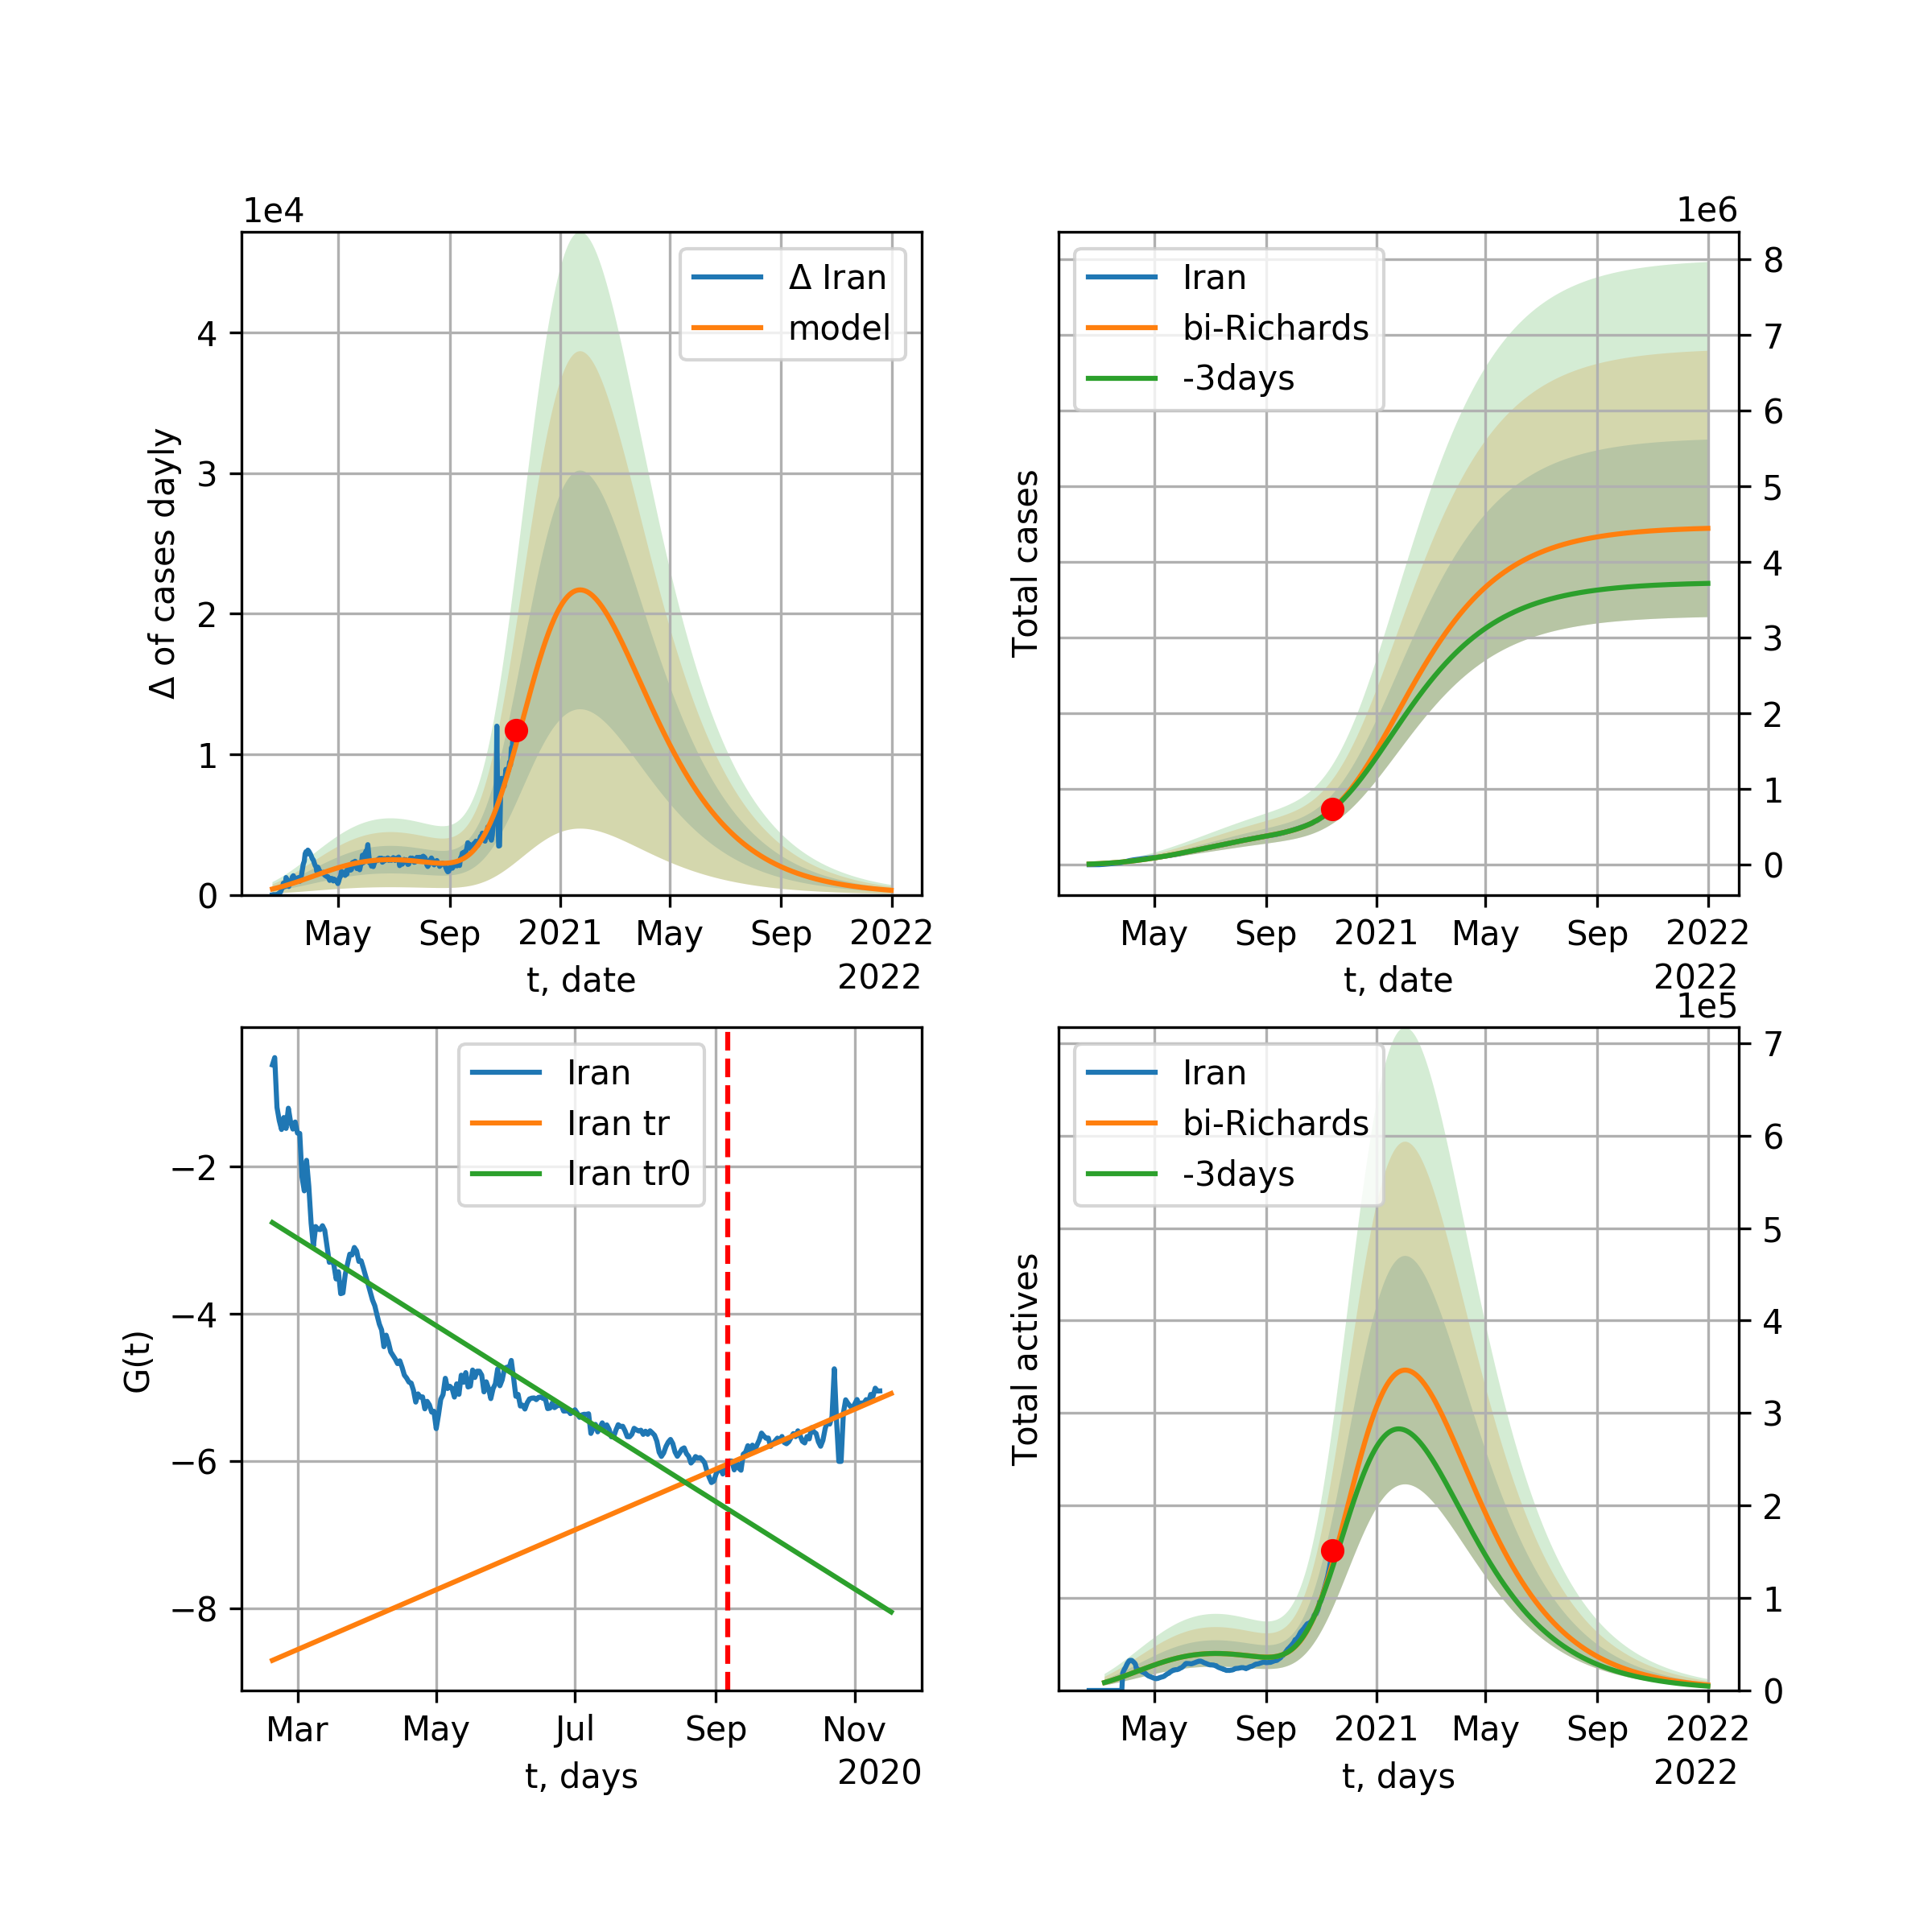 1e4
Δ Iran
model
4
3
2
1
0
Δ of cases dayly
May Sep 2021 May Sep 2022
t, date
2022
1e6
Iran
bi-Richards
-3days
8
7
6
5
4
3
2
1
0
Total cases
May Sep 2021 May Sep 2022
t, date
2022
Iran
Iran tr
Iran tr0
−2
−4
−6
−8
G(t)
Mar May Jul Sep Nov
t, days
2020
1e5
Iran
bi-Richards
-3days
7
6
5
4
3
2
1
0
Total actives
May Sep 2021 May Sep 2022
t, days
2022